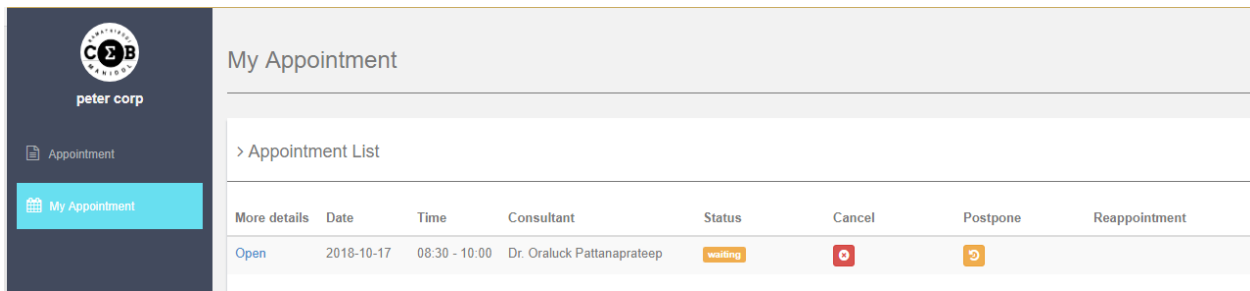 RAMATHIBODI
CΣB
MAHIDOL
peter corp
Appointment
My Appointment
My Appointment
> Appointment List
More details Date Time Consultant Status Cancel Postpone Reappointment
Open 2018-10-17 08:30 - 10:00 Dr. Oraluck Pattanaprateep waiting